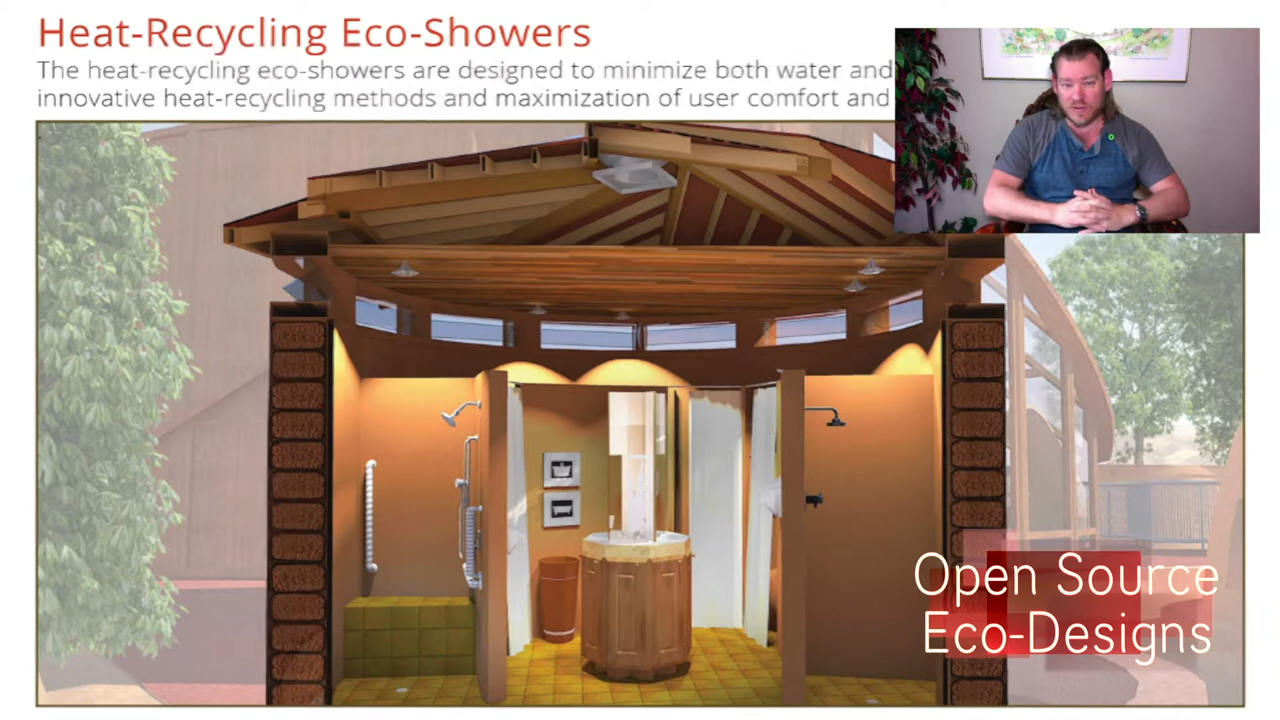 Heat-Recycling Eco-Showers
The heat-recycling eco-showers are designed to minimize both water and
innovative heat-recycling methods and maximization of user comfort and
Open Source
Eco-Designs